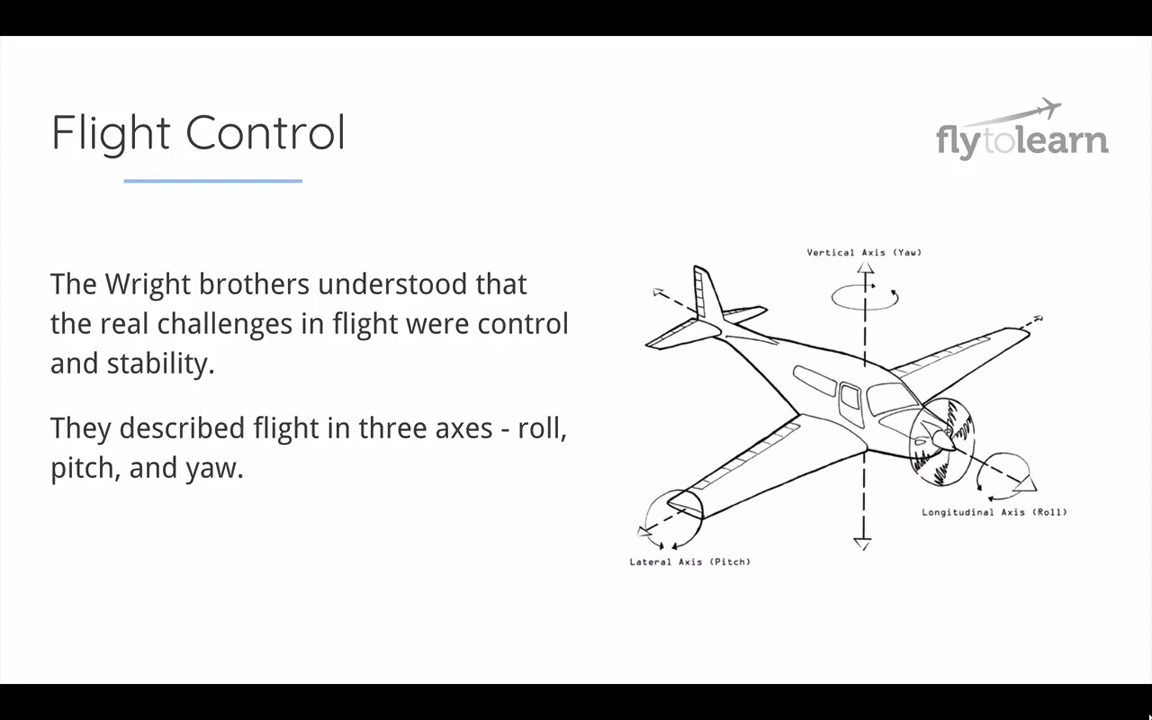 Flight Control
flytolearn
The Wright brothers understood that
the real challenges in flight were control
and stability.
They described flight in three axes - roll,
pitch, and yaw.
Vertical Axis (Yaw)
Longitudinal Axis (Roll)
Lateral Axis (Pitch)